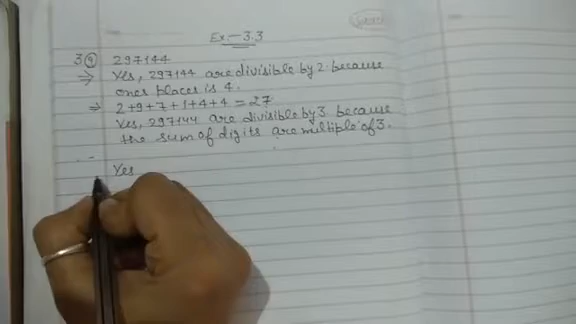 Ex:- 3.3
3 (a) 297144
⇒ Yes, 297144 are divisible by 2. because
ones places is 4.
⇒ 2+9+7+1+4+4 = 27
Yes, 297144 are divisible by 3 because
the sum of digits are multiple of 3.
Yes